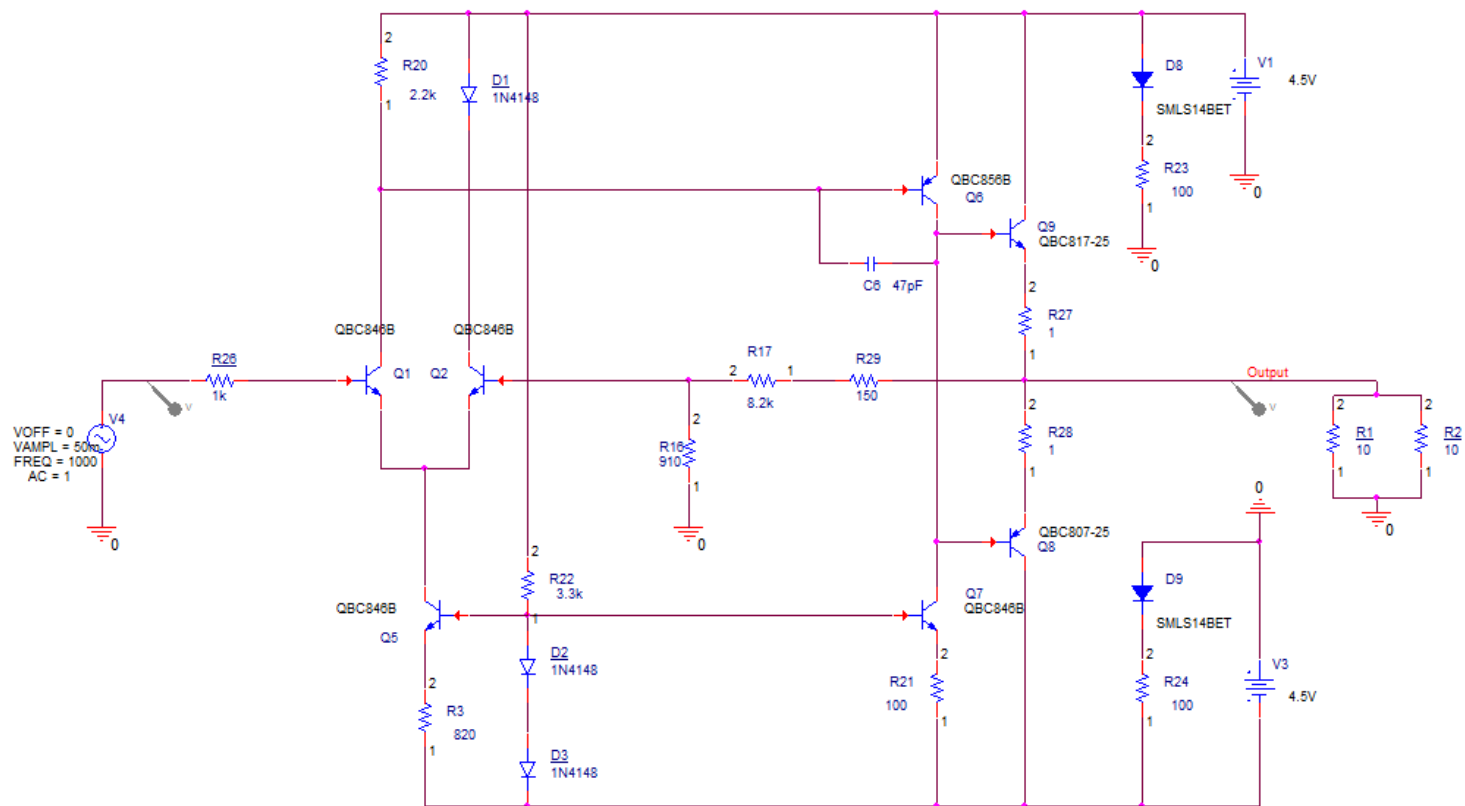 2
R20
2.2k
1
D1
1N4148
D8
SMLS14BET
2
R23
100
1
0
V1
4.5V
0
QBC856B
Q6
Q9
QBC817-25
C6 47pF
2
R27
1
1
QBC846B
Q1
QBC846B
Q2
R26
1k
V
V4
VOFF = 0
VAMPL = 50m
FREQ = 1000
AC = 1
0
R17
2 1
8.2k
R29
150
2
R16
910
1
0
Output
V
2
R28
1
1
2
R1
10
1
2
R2
10
1
0
QBC807-25
Q8
0
2
R22
3.3k
1
QBC846B
Q5
Q7
QBC846B
D2
1N4148
D3
1N4148
2
R3
820
1
2
R21
100
1
D9
SMLS14BET
2
R24
100
1
V3
4.5V